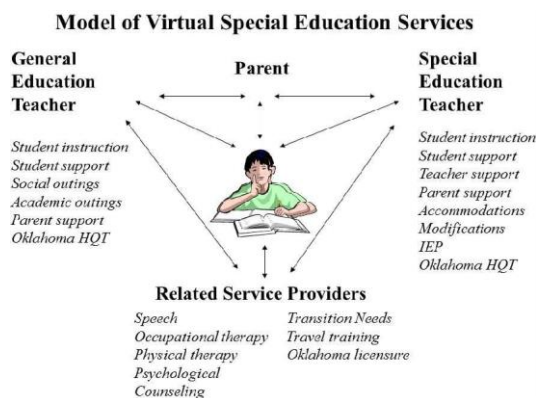 Model of Virtual Special Education Services
General
Education
Teacher
Parent
Special
Education
Teacher
Student instruction
Student support
Social outings
Academic outings
Parent support
Oklahoma HQT
Student instruction
Student support
Teacher support
Parent support
Accommodations
Modifications
IEP
Oklahoma HQT
Related Service Providers
Speech
Occupational therapy
Physical therapy
Psychological
Counseling
Transition Needs
Travel training
Oklahoma licensure